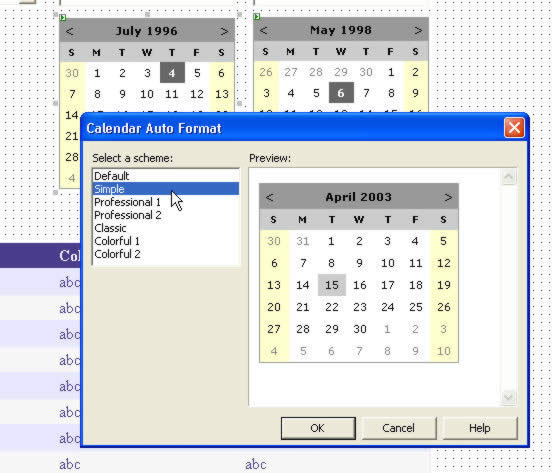 < July 1996 >
S M T W T F S
30 1 2 3 4 5 6
7 8 9 10 11 12 13
14
21
28
7
< May 1998 >
S M T W T F S
26 27 28 29 30 1 2
3 4 5 6 7 8 9
Calendar Auto Format
Select a scheme:
Default
Simple
Professional 1
Professional 2
Classic
Colorful 1
Colorful 2
Preview:
< April 2003 >
S M T W T F S
30 31 1 2 3 4 5
6 7 8 9 10 11 12
13 14 15 16 17 18 19
20 21 22 23 24 25 26
27 28 29 30 1 2 3
4 5 6 7 8 9 10
OK Cancel Help
abc
abc
abc
abc
abc
abc
abc
abc abc